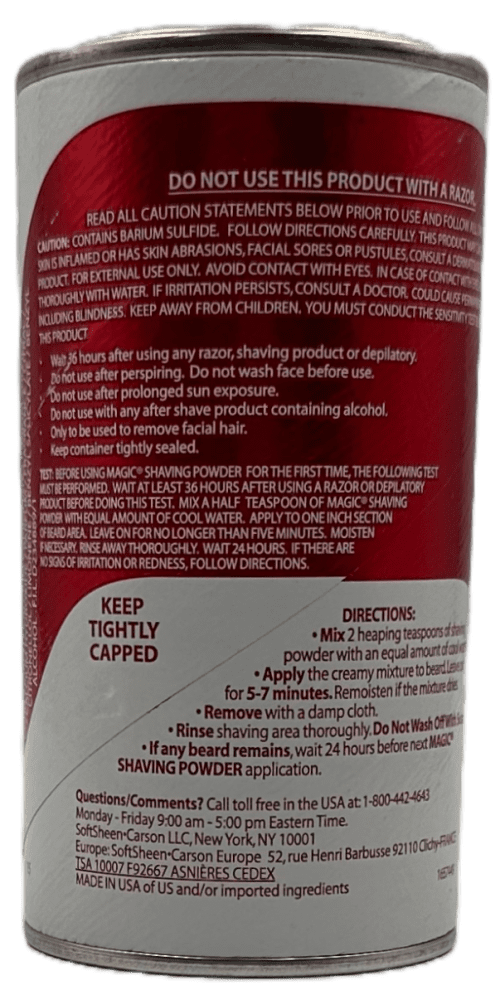 DO NOT USE THIS PRODUCT WITH A RAZOR.
READ ALL CAUTION STATEMENTS BELOW PRIOR TO USE AND FOLLOW
CAUTION: CONTAINS BARIUM SULFIDE. FOLLOW DIRECTIONS CAREFULLY. THIS PRODUCT
SKIN IS INFLAMED OR HAS SKIN ABRASIONS, FACIAL SORES OR PUSTULES, CONSULT A
PRODUCT. FOR EXTERNAL USE ONLY. AVOID CONTACT WITH EYES. IN CASE OF CONTACT
THOROUGHLY WITH WATER. IF IRRITATION PERSISTS, CONSULT A DOCTOR. COULD CAUSE
INCLUDING BLINDNESS. KEEP AWAY FROM CHILDREN. YOU MUST CONDUCT THE SENSITIVITY
THIS PRODUCT
• Wait 36 hours after using any razor, shaving product or depilatory.
• Do not use after perspiring. Do not wash face before use.
• Do not use after prolonged sun exposure.
• Do not use with any after shave product containing alcohol.
• Only to be used to remove facial hair.
• Keep container tightly sealed.
TEST: BEFORE USING MAGIC® SHAVING POWDER FOR THE FIRST TIME, THE FOLLOWING TEST
MUST BE PERFORMED. WAIT AT LEAST 36 HOURS AFTER USING A RAZOR OR DEPILATORY
PRODUCT BEFORE DOING THIS TEST. MIX A HALF TEASPOON OF MAGIC® SHAVING
POWDER WITH EQUAL AMOUNT OF COOL WATER. APPLY TO ONE INCH SECTION
OF BEARD AREA. LEAVE ON FOR NO LONGER THAN FIVE MINUTES. MOISTEN
IF NECESSARY. RINSE AWAY THOROUGHLY. WAIT 24 HOURS. IF THERE ARE
NO SIGNS OF IRRITATION OR REDNESS, FOLLOW DIRECTIONS.
KEEP
TIGHTLY
CAPPED
DIRECTIONS:
• Mix 2 heaping teaspoons of
powder with an equal amount of
• Apply the creamy mixture to beard.
for 5-7 minutes. Remoisten if the mixture dries.
• Remove with a damp cloth.
• Rinse shaving area thoroughly. Do Not Wash Off With
• If any beard remains, wait 24 hours before next MAGIC®
SHAVING POWDER application.
Questions/Comments? Call toll free in the USA at: 1-800-442-4643
Monday - Friday 9:00 am - 5:00 pm Eastern Time.
SoftSheen•Carson LLC, New York, NY 10001
Europe: SoftSheen•Carson Europe 52, rue Henri Barbusse 92110 Clichy-FRANCE
TSA 10007 F92667 ASNIÈRES CEDEX
MADE IN USA of US and/or imported ingredients